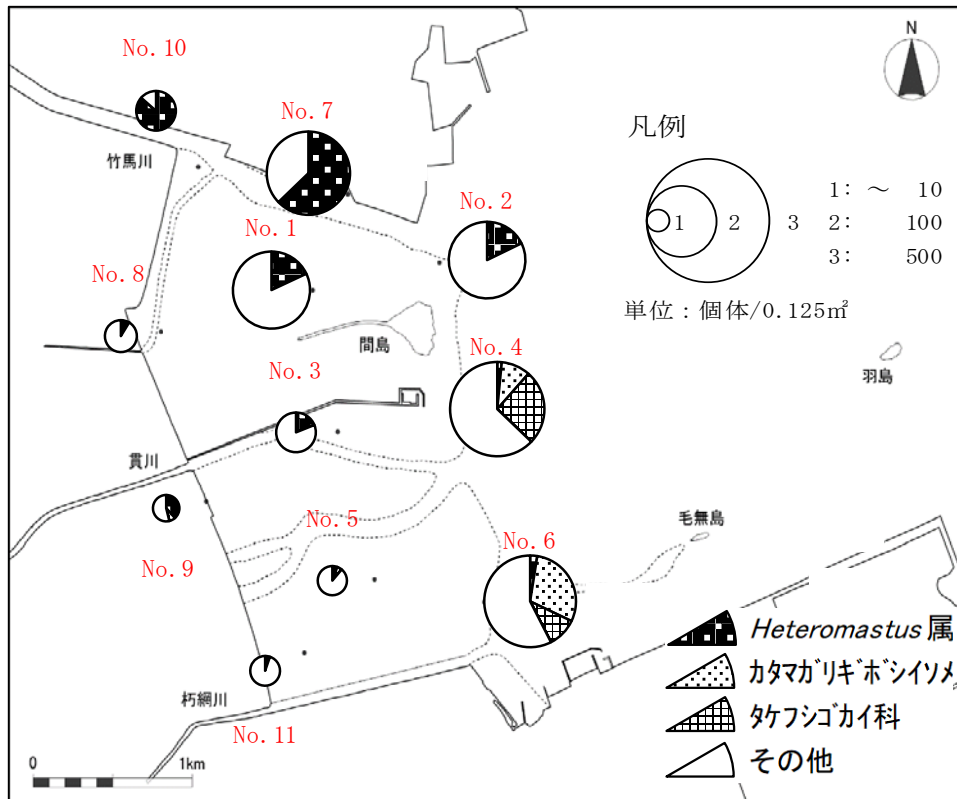 No. 10
N
No. 7
凡例
竹馬川
1: ～ 10
No. 2
1 2 3
2: 100
No. 1
3: 500
No. 8
単位：個体/0.125㎡
間島
No. 4
羽島
No. 3
貫川
毛無島
No. 5
No. 6
No. 9
Heteromastus属
カタマガリギボシイソメ
タケフシゴカイ科
朽網川
その他
No. 11
0 1km